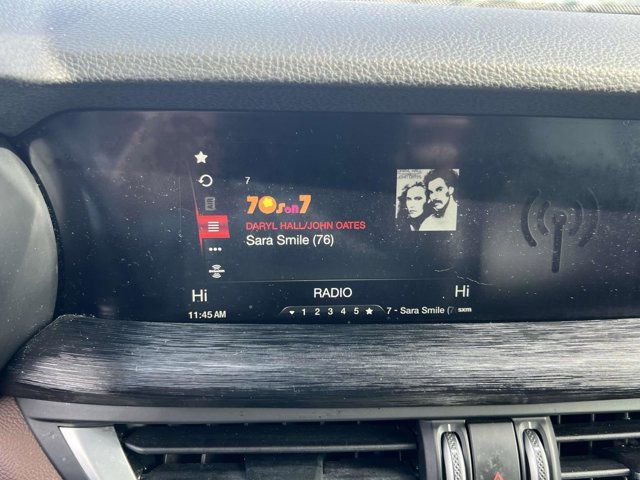 7
70s on 7
DARYL HALL/JOHN OATES
Sara Smile (76)
Hi
RADIO
Hi
11:45 AM
1 2 3 4 5
7 - Sara Smile (7
sxm